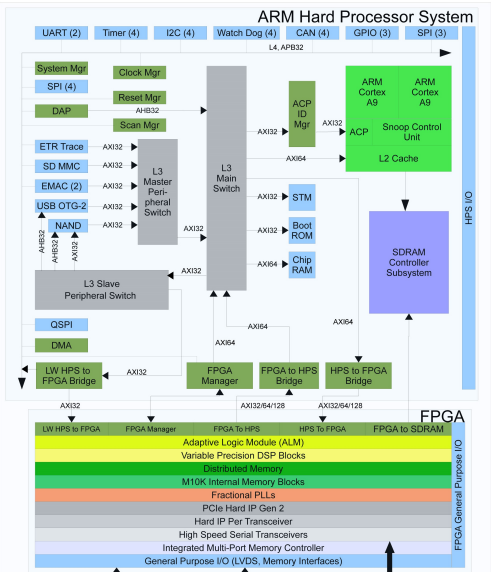 ARM Hard Processor System
UART (2)
Timer (4)
I2C (4)
Watch Dog (4)
CAN (4)
GPIO (3)
SPI (3)
L4, APB32
System Mgr
SPI (4)
DAP
Clock Mgr
Reset Mgr
AHB32
Scan Mgr
ETR Trace
AXI32
SD MMC
AXI32
EMAC (2)
AXI32
USB OTG-2
AXI32
NAND
AXI32
L3
Master
Peri-
pheral
Switch
L3
Main
Switch
AXI32
ACP
ID
Mgr
AXI32
AXI32
AXI64
ARM
Cortex
A9
ARM
Cortex
A9
ACP
Snoop Control
Unit
L2 Cache
HPS I/O
AXI32
STM
AXI32
Boot
ROM
AXI64
Chip
RAM
SDRAM
Controller
Subsystem
AHB32
AHB32
AXI32
AXI32
L3 Slave
Peripheral Switch
QSPI
DMA
AXI64
AXI64
AXI64
LW HPS to
FPGA Bridge
AXI32
FPGA
Manager
FPGA to HPS
Bridge
HPS to FPGA
Bridge
AXI32
AXI32/64/128
AXI32/64/128
FPGA
LW HPS to FPGA
FPGA Manager
FPGA To HPS
HPS To FPGA
FPGA to SDRAM
Adaptive Logic Module (ALM)
Variable Precision DSP Blocks
Distributed Memory
M10K Internal Memory Blocks
Fractional PLLs
PCIe Hard IP Gen 2
Hard IP Per Transceiver
High Speed Serial Transceivers
Integrated Multi-Port Memory Controller
General Purpose I/O (LVDS, Memory Interfaces)
FPGA General Purpose I/O